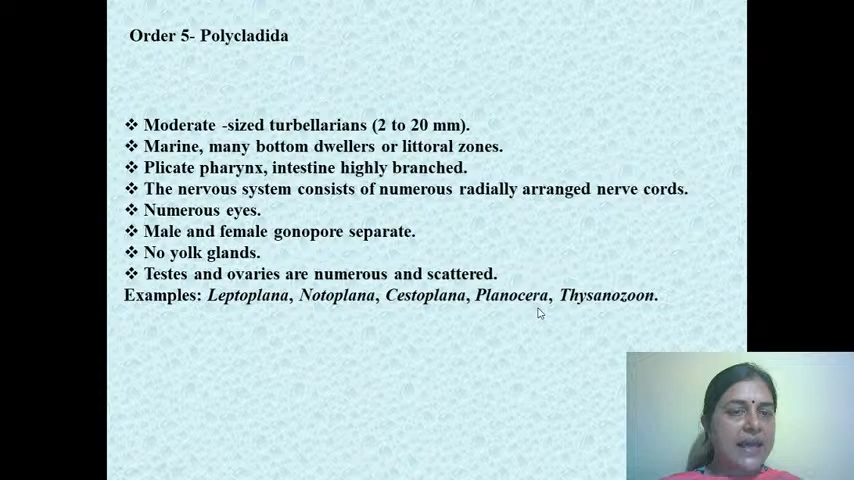 Order 5- Polycladida
❖ Moderate -sized turbellarians (2 to 20 mm).
❖ Marine, many bottom dwellers or littoral zones.
❖ Plicate pharynx, intestine highly branched.
❖ The nervous system consists of numerous radially arranged nerve cords.
❖ Numerous eyes.
❖ Male and female gonopore separate.
❖ No yolk glands.
❖ Testes and ovaries are numerous and scattered.
Examples: Leptoplana, Notoplana, Cestoplana, Planocera, Thysanozoon.